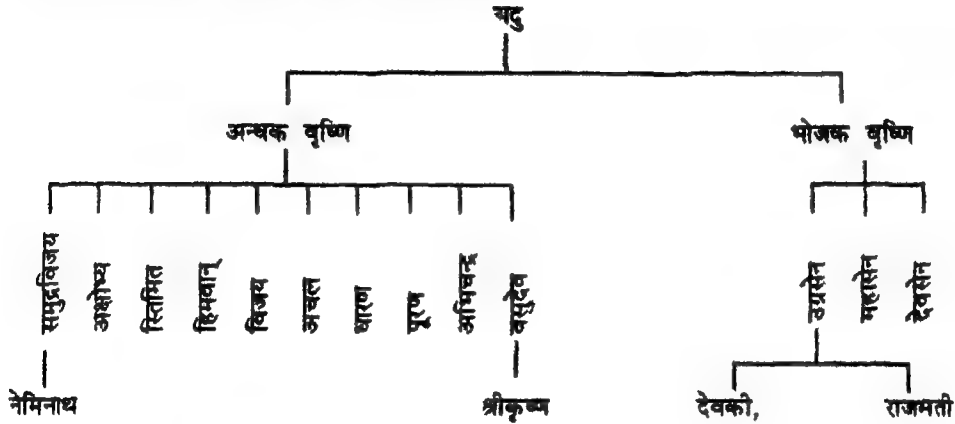 यदु
अन्धक वृष्णि भोजक वृष्णि
समुद्रविजय
अक्षोभ्य
स्तिमित
हिमवान्
विजय
अचल
धारण
पूरण
अभिचन्द्र
वसुदेव
उग्रसेन
महासेन
देवसेन
नेमिनाथ श्रीकृष्ण देवकी, राजमती